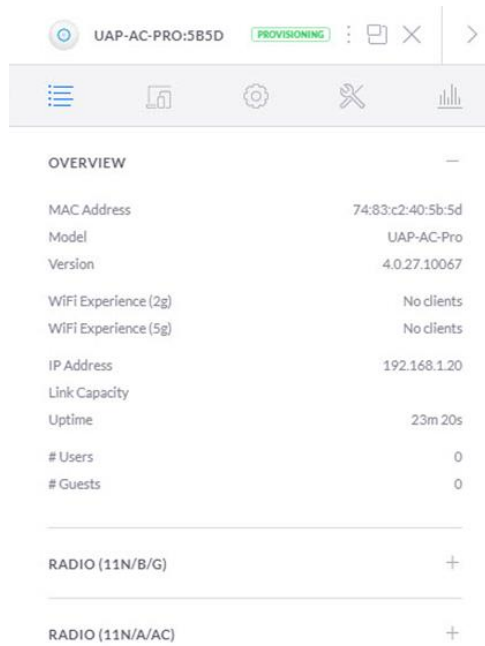 UAP-AC-PRO:5B5D PROVISIONING
OVERVIEW
MAC Address 74:83:c2:40:5b:5d
Model UAP-AC-Pro
Version 4.0.27.10067
WiFi Experience (2g) No clients
WiFi Experience (5g) No clients
IP Address 192.168.1.20
Link Capacity
Uptime 23m 20s
# Users 0
# Guests 0
RADIO (11N/B/G)
RADIO (11N/A/AC)